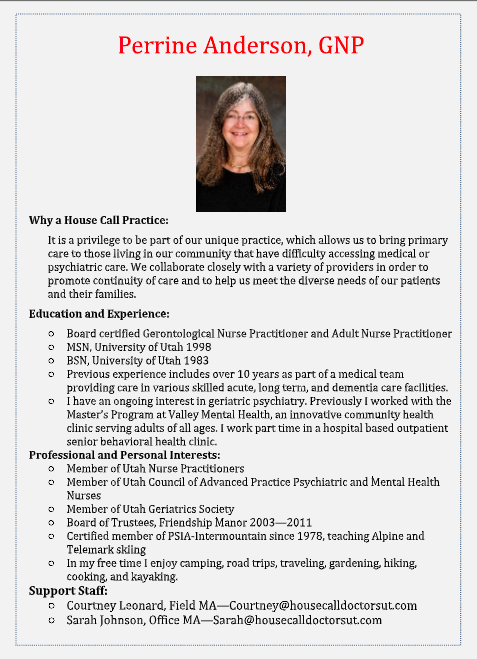 Perrine Anderson, GNP
Why a House Call Practice:
It is a privilege to be part of our unique practice, which allows us to bring primary
care to those living in our community that have difficulty accessing medical or
psychiatric care. We collaborate closely with a variety of providers in order to
promote continuity of care and to help us meet the diverse needs of our patients
and their families.
Education and Experience:
o Board certified Gerontological Nurse Practitioner and Adult Nurse Practitioner
o MSN, University of Utah 1998
o BSN, University of Utah 1983
o Previous experience includes over 10 years as part of a medical team
providing care in various skilled acute, long term, and dementia care facilities.
o I have an ongoing interest in geriatric psychiatry. Previously I worked with the
Master's Program at Valley Mental Health, an innovative community health
clinic serving adults of all ages. I work part time in a hospital based outpatient
senior behavioral health clinic.
Professional and Personal Interests:
o Member of Utah Nurse Practitioners
o Member of Utah Council of Advanced Practice Psychiatric and Mental Health
Nurses
o Member of Utah Geriatrics Society
o Board of Trustees, Friendship Manor 2003—2011
o Certified member of PSIA-Intermountain since 1978, teaching Alpine and
Telemark skiing
o In my free time I enjoy camping, road trips, traveling, gardening, hiking,
cooking, and kayaking.
Support Staff:
o Courtney Leonard, Field MA—Courtney@housecalldoctorsut.com
o Sarah Johnson, Office MA—Sarah@housecalldoctorsut.com